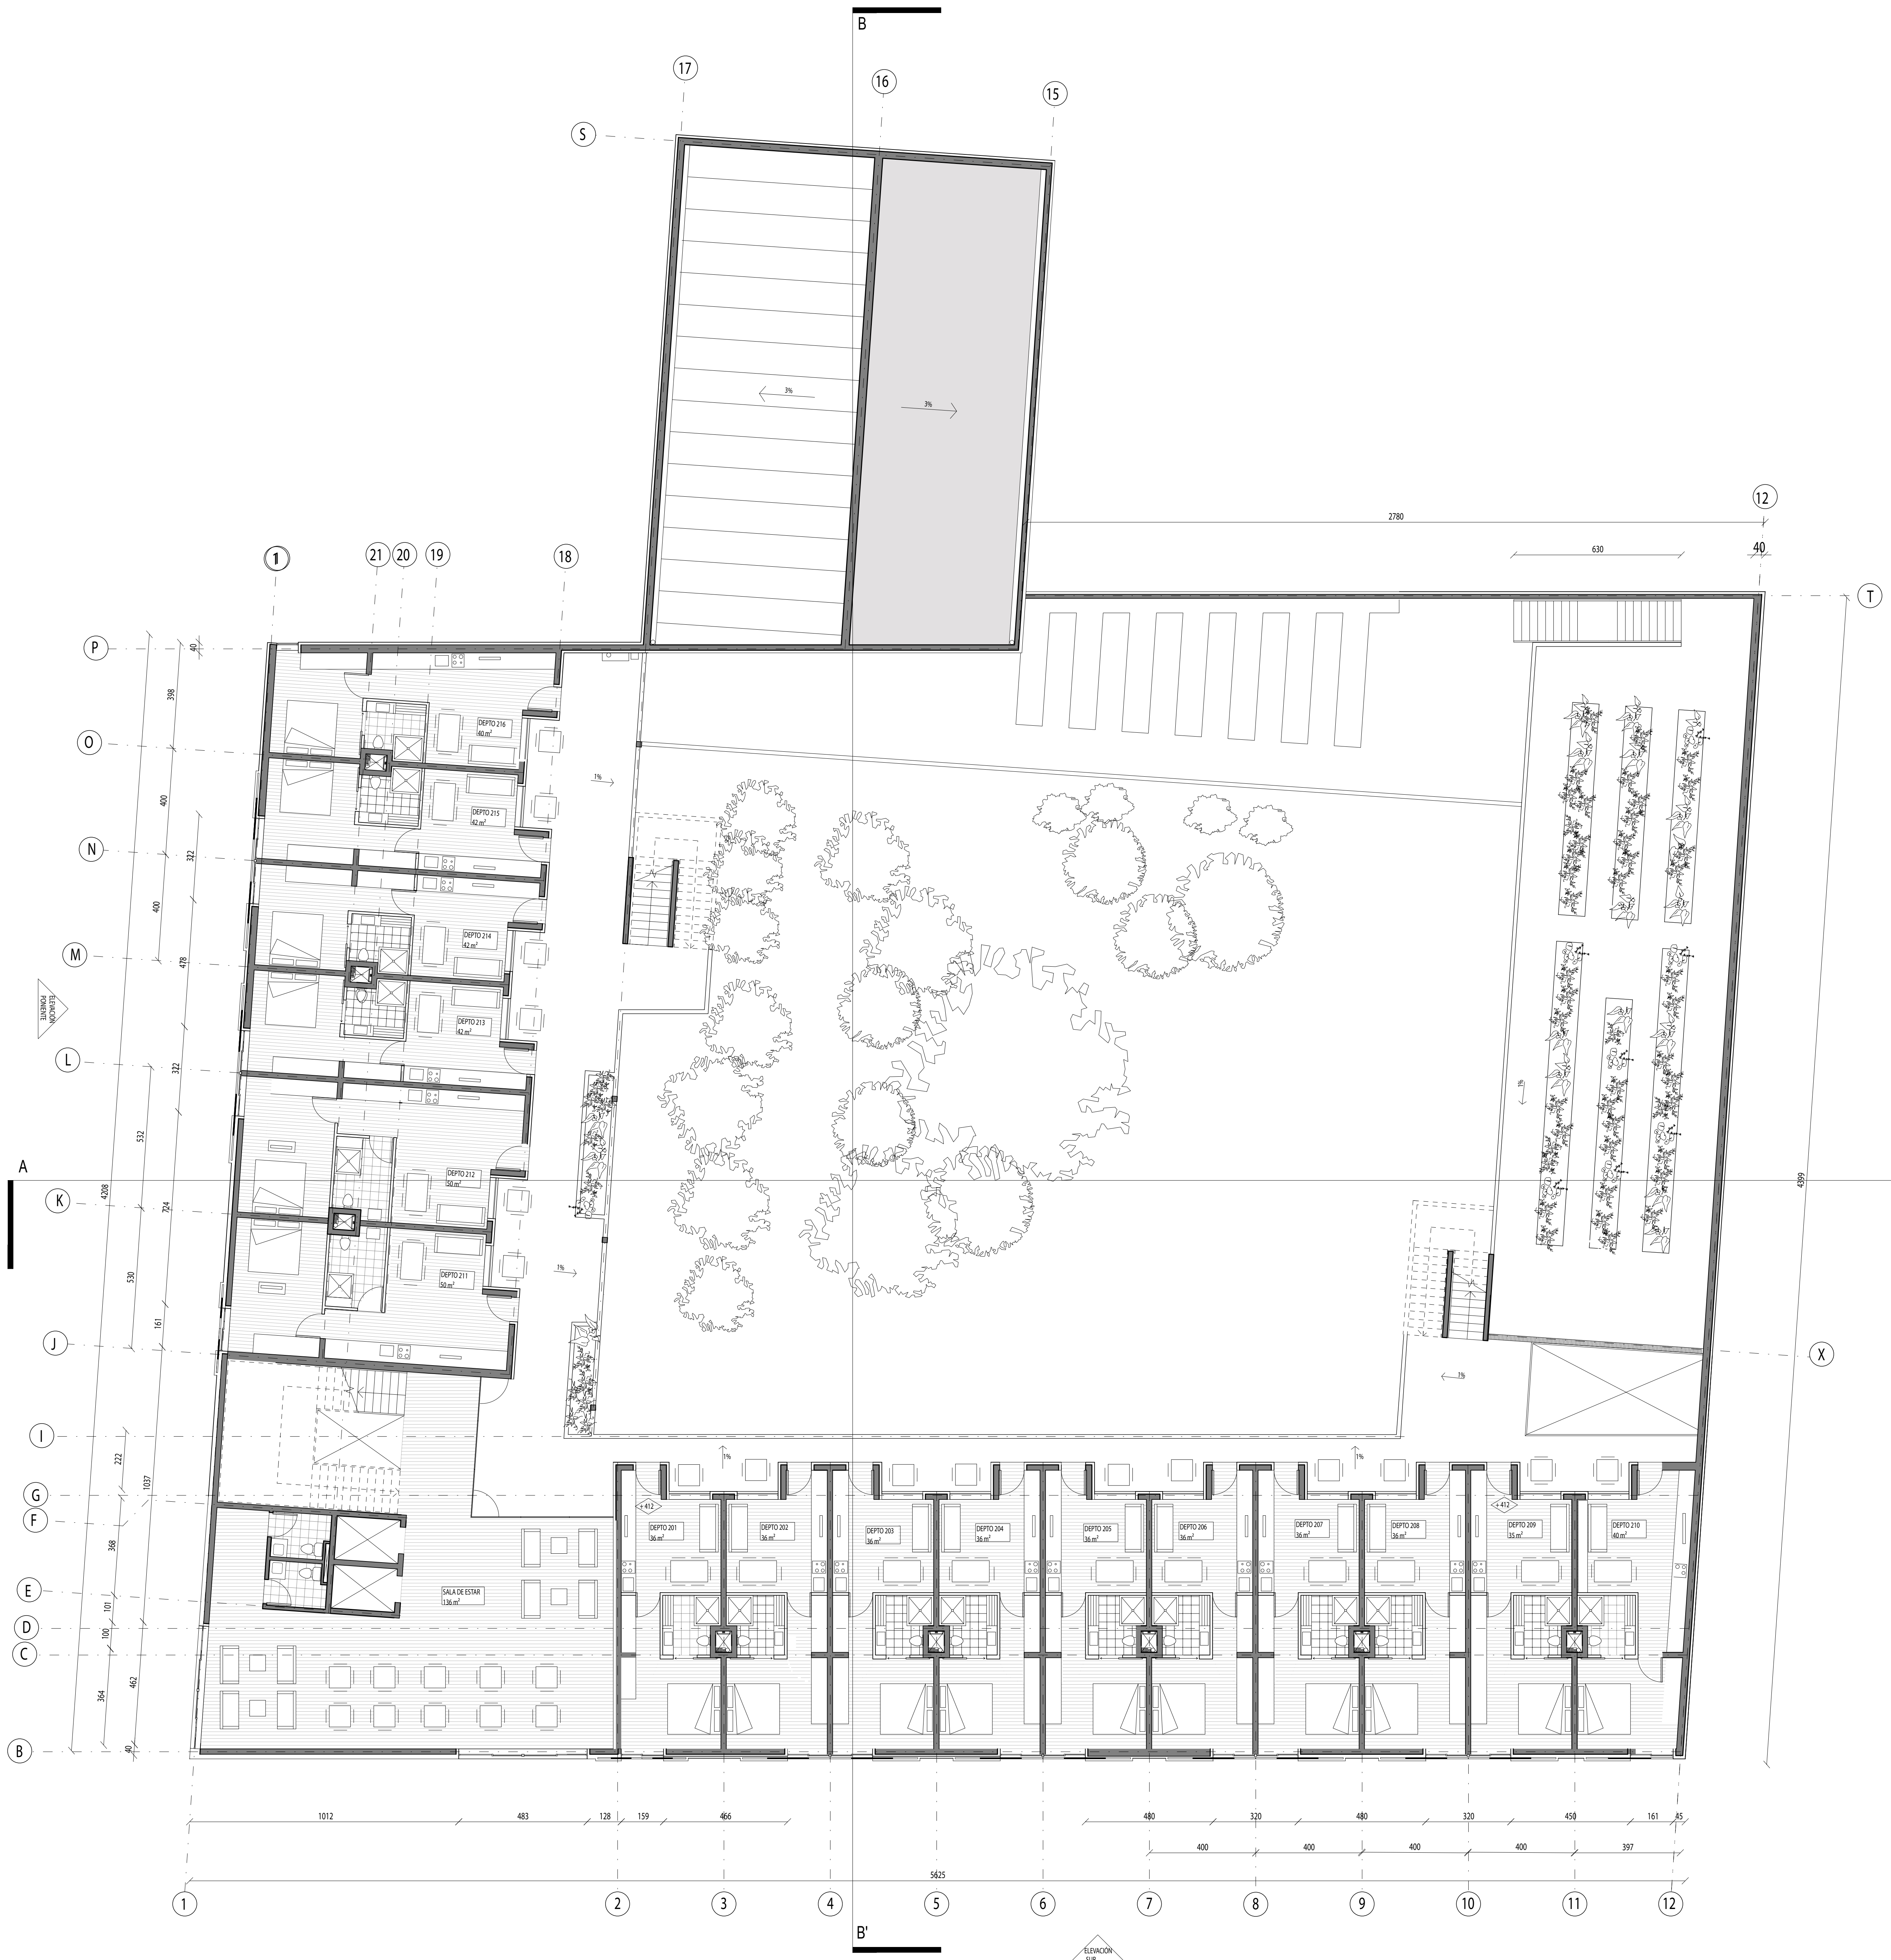 B
17
16
15
S
3%
3%
12
2780
630
40
1
21
20
19
18
T
P
40
398
DEPTO 216
40 m²
O
1%
400
DEPTO 215
42 m²
N
322
400
DEPTO 214
42 m²
M
478
ELEVACIÓN
PONIENTE
DEPTO 213
42 m²
L
322
1%
532
A
DEPTO 212
50 m²
K
4208
724
4399
530
1%
DEPTO 211
50 m²
161
J
X
1%
I
222
1%
1%
1037
G
+ 412
+ 412
F
DEPTO 201
36 m²
DEPTO 202
36 m²
DEPTO 203
36 m²
DEPTO 204
36 m²
DEPTO 205
36 m²
DEPTO 206
36 m²
DEPTO 207
36 m²
DEPTO 208
36 m²
DEPTO 209
35 m²
DEPTO 210
40 m²
368
E
SALA DE ESTAR
136 m²
101
D
100
C
462
364
B
40
1012
483
128
159
466
480
320
480
320
450
161
45
400
400
400
400
397
5625
1
2
3
4
5
6
7
8
9
10
11
12
B'
ELEVACIÓN
SUR